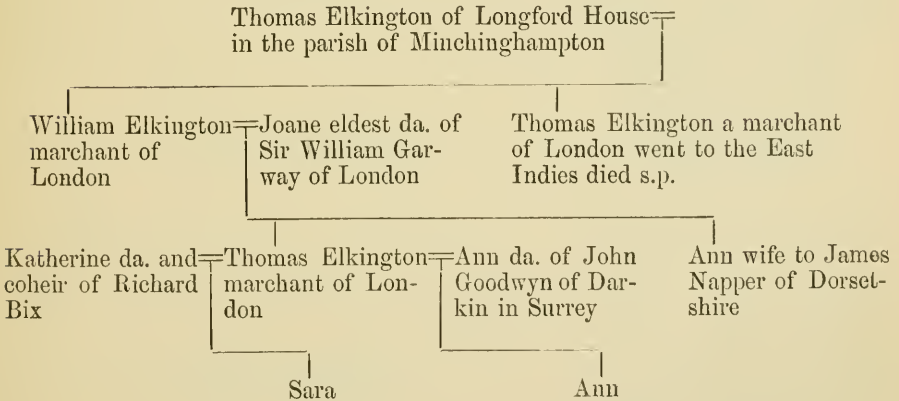 Thomas Elkington of Longford House
in the parish of Minchinghampton
William Elkington
marchant of
London
Joane eldest da. of
Sir William Gar-
way of London
Thomas Elkington a marchant
of London went to the East
Indies died s.p.
Katherine da. and
coheir of Richard
Bix
Thomas Elkington
marchant of Lon-
don
Ann da. of John
Goodwyn of Dar-
kin in Surrey
Ann wife to James
Napper of Dorset-
shire
Sara
Ann